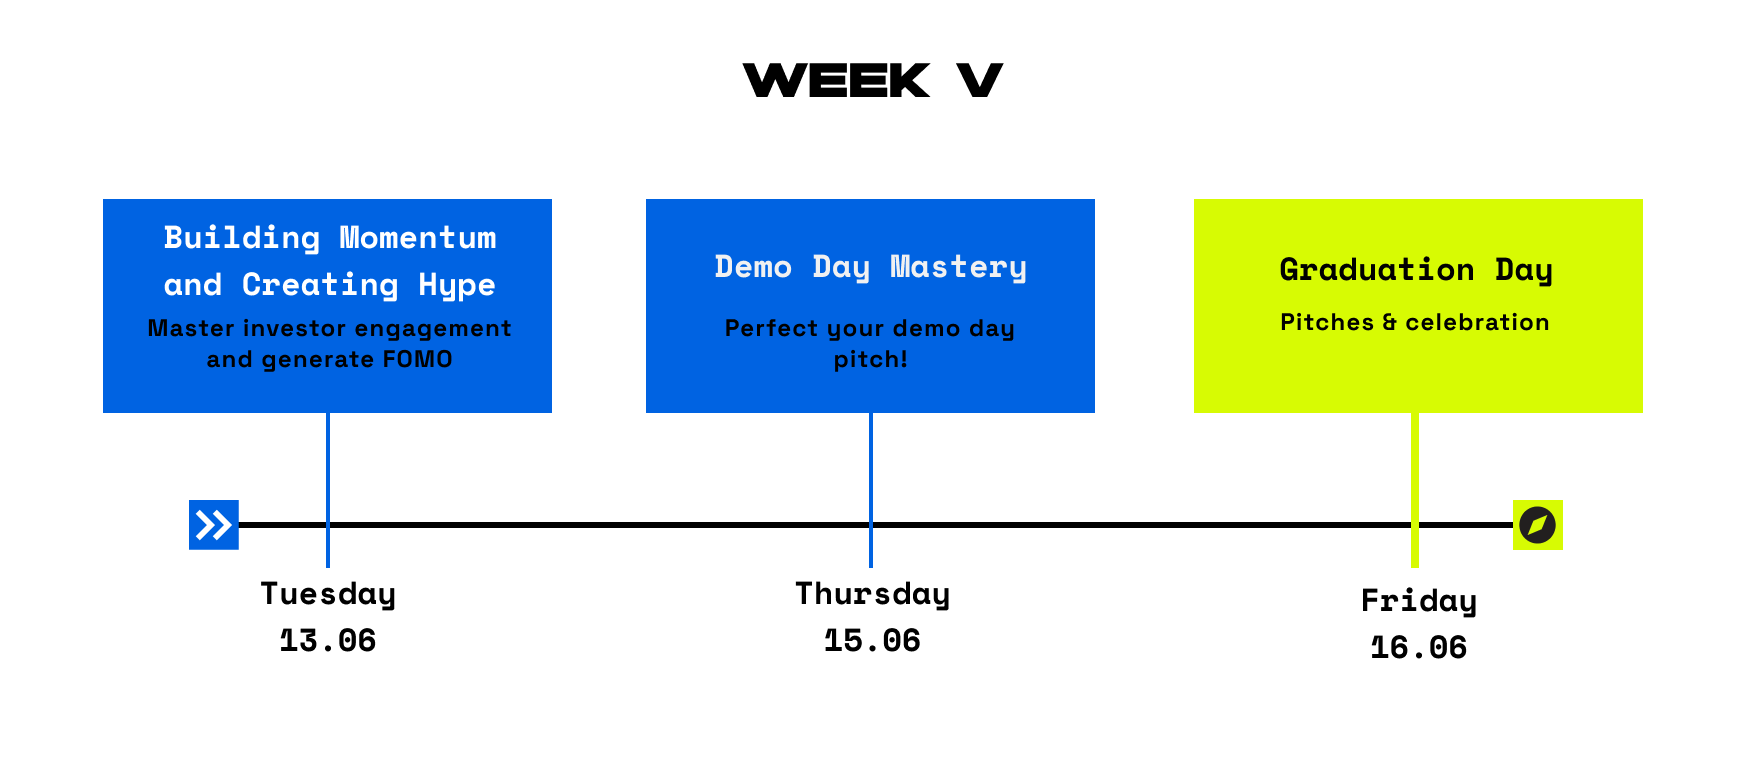 WEEK V
Building Momentum
and Creating Hype
Master investor engagement
and generate FOMO
Demo Day Mastery
Perfect your demo day
pitch!
Graduation Day
Pitches & celebration
Tuesday
13.06
Thursday
15.06
Friday
16.06